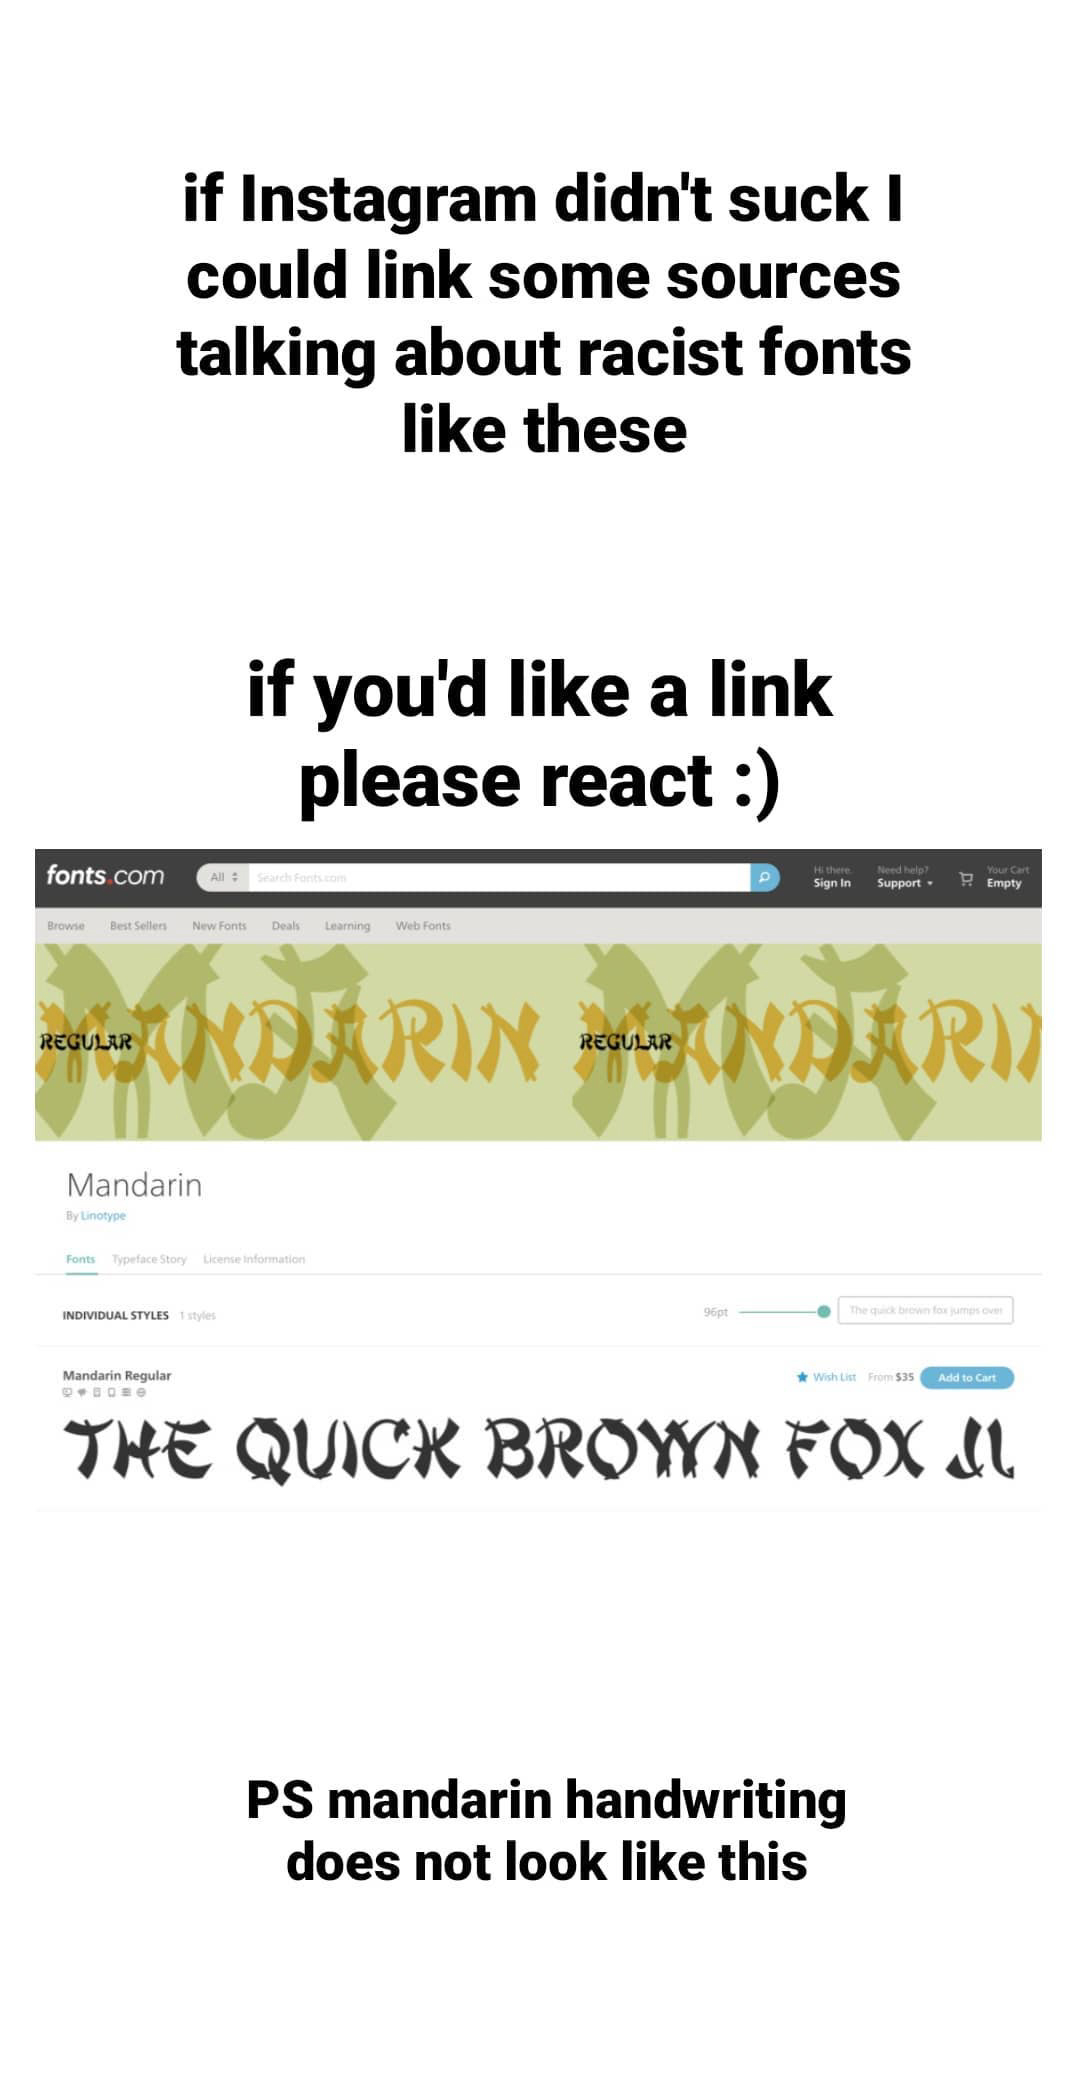 if Instagram didn't suck I
could link some sources
talking about racist fonts
like these
if you'd like a link
please react :)
fonts.com All Search Fonts.com Hi there. Sign In Need help? Support Your Cart Empty
Browse Best Sellers New Fonts Deals Learning Web Fonts
MANDARIN REGULAR MANDARIN REGULAR
Mandarin
By Linotype
Fonts Typeface Story License Information
INDIVIDUAL STYLES 1 styles 96pt The quick brown fox jumps over
Mandarin Regular Wish List From $35 Add to Cart
THE QUICK BROWN FOX JU
PS mandarin handwriting
does not look like this